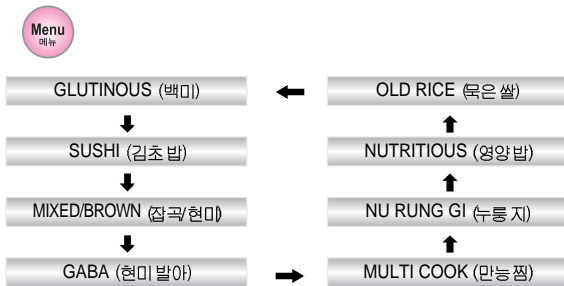 Menu
메뉴
GLUTINOUS (백미)
SUSHI (김초밥)
MIXED/BROWN (잡곡/현미)
GABA (현미발아)
MULTI COOK (만능찜)
NU RUNG GI (누룽지)
NUTRITIOUS (영양밥)
OLD RICE (묵은쌀)